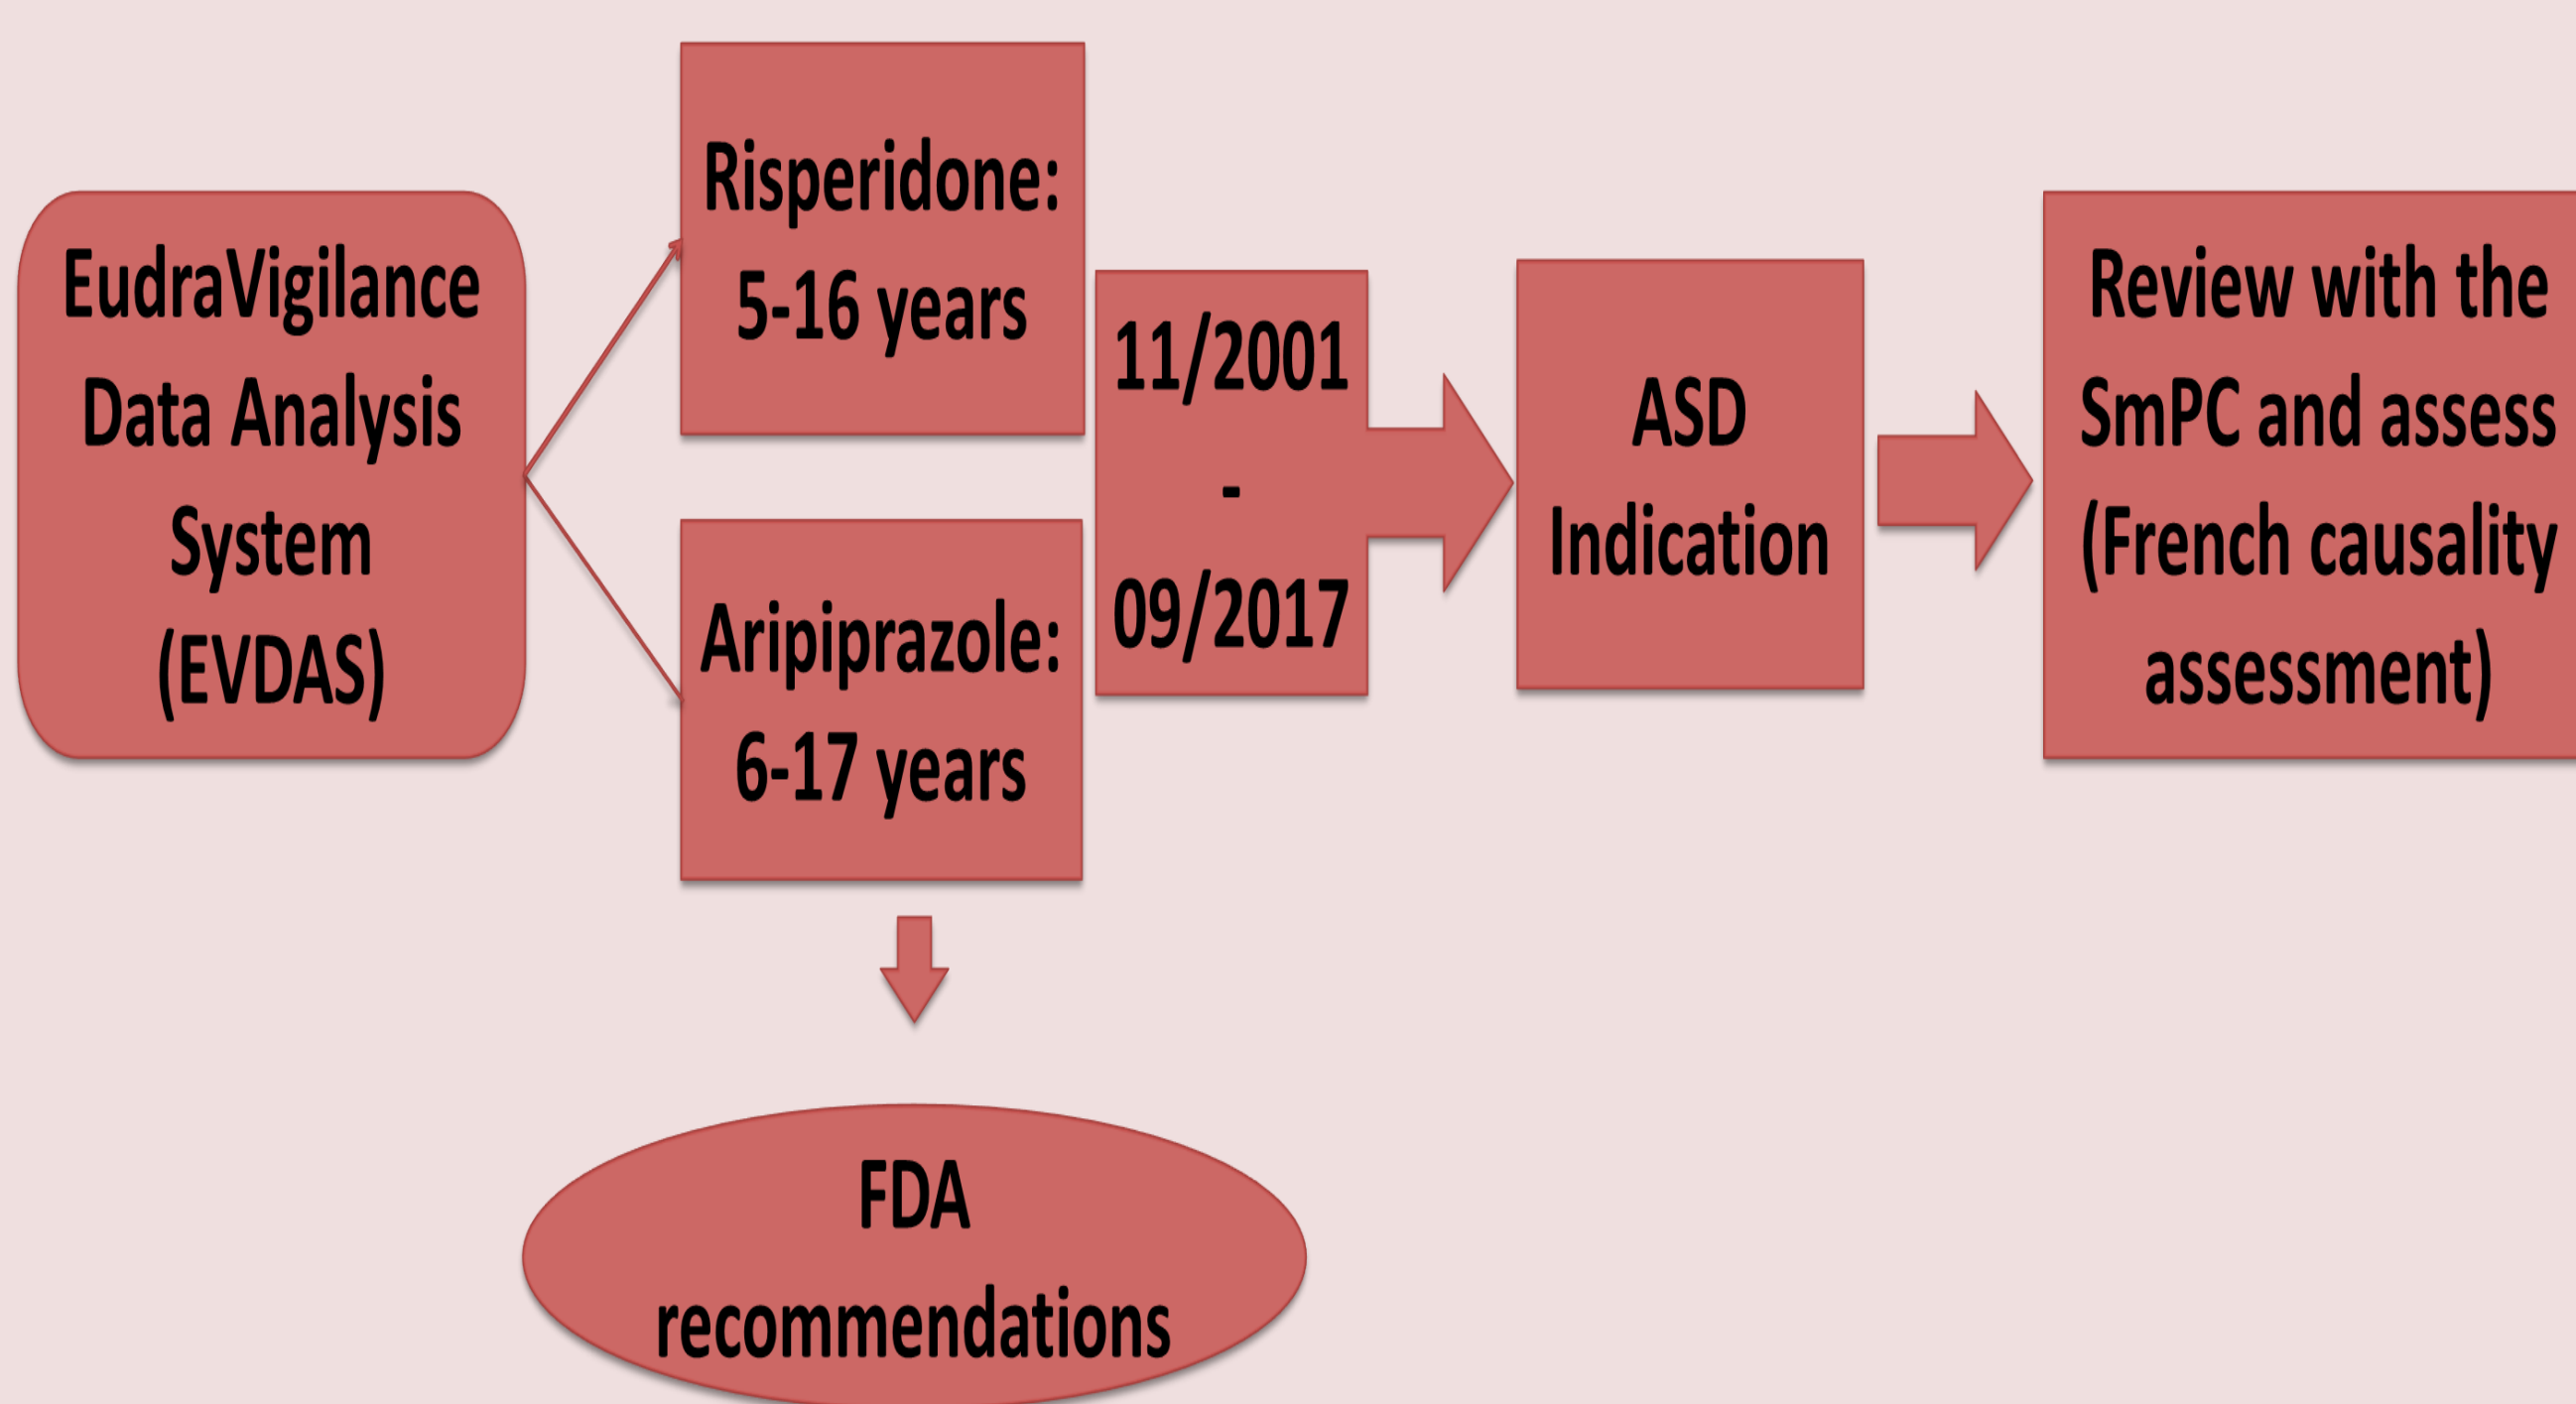 EudraVigilance
Data Analysis
System
(EVDAS)
Risperidone:
5-16 years
Aripiprazole:
6-17 years
11/2001
-
09/2017
ASD
Indication
Review with the
SmPC and assess
(French causality
assessment)
FDA
recommendations